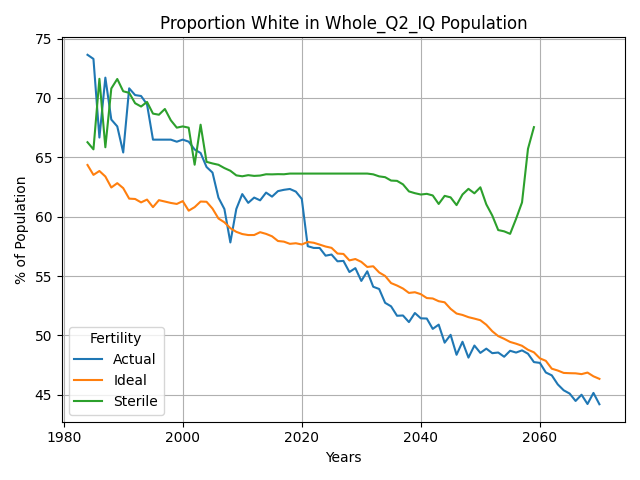 Proportion White in Whole_Q2_IQ Population
% of Population
75
70
65
60
55
50
45
Fertility
Actual
Ideal
Sterile
1980
2000
2020
2040
2060
Years